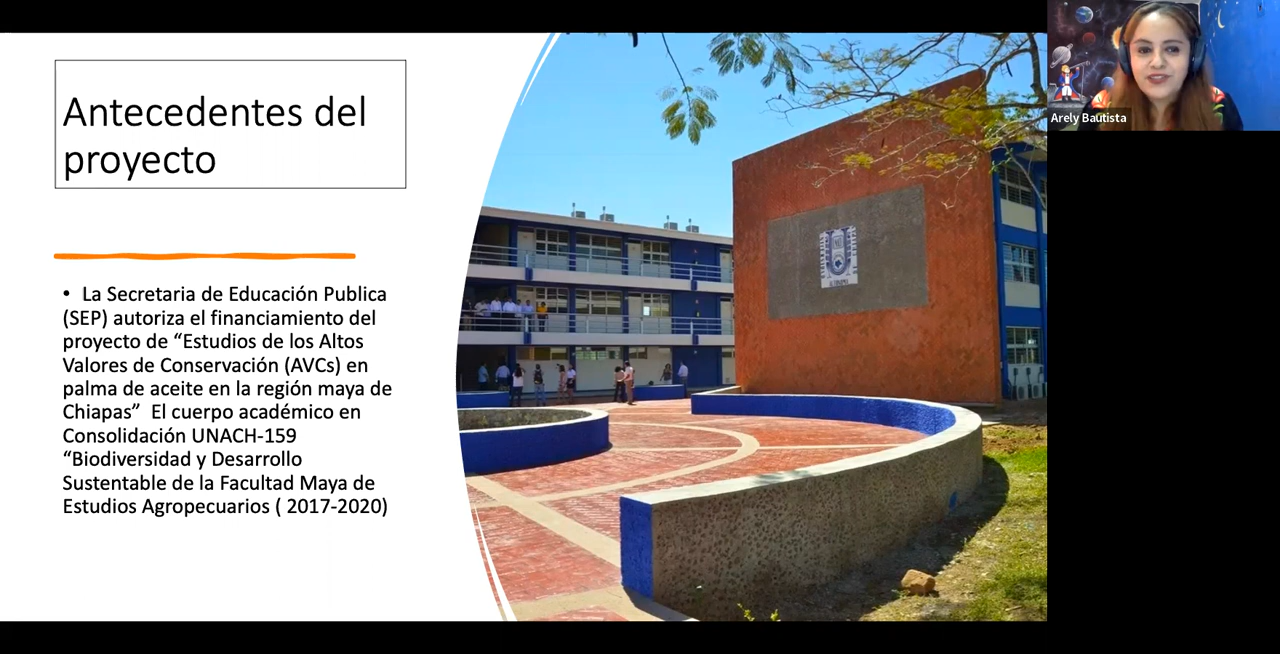 Antecedentes del
proyecto
• La Secretaria de Educación Publica
(SEP) autoriza el financiamiento del
proyecto de “Estudios de los Altos
Valores de Conservación (AVCs) en
palma de aceite en la región maya de
Chiapas” El cuerpo académico en
Consolidación UNACH-159
“Biodiversidad y Desarrollo
Sustentable de la Facultad Maya de
Estudios Agropecuarios ( 2017-2020)
Arely Bautista